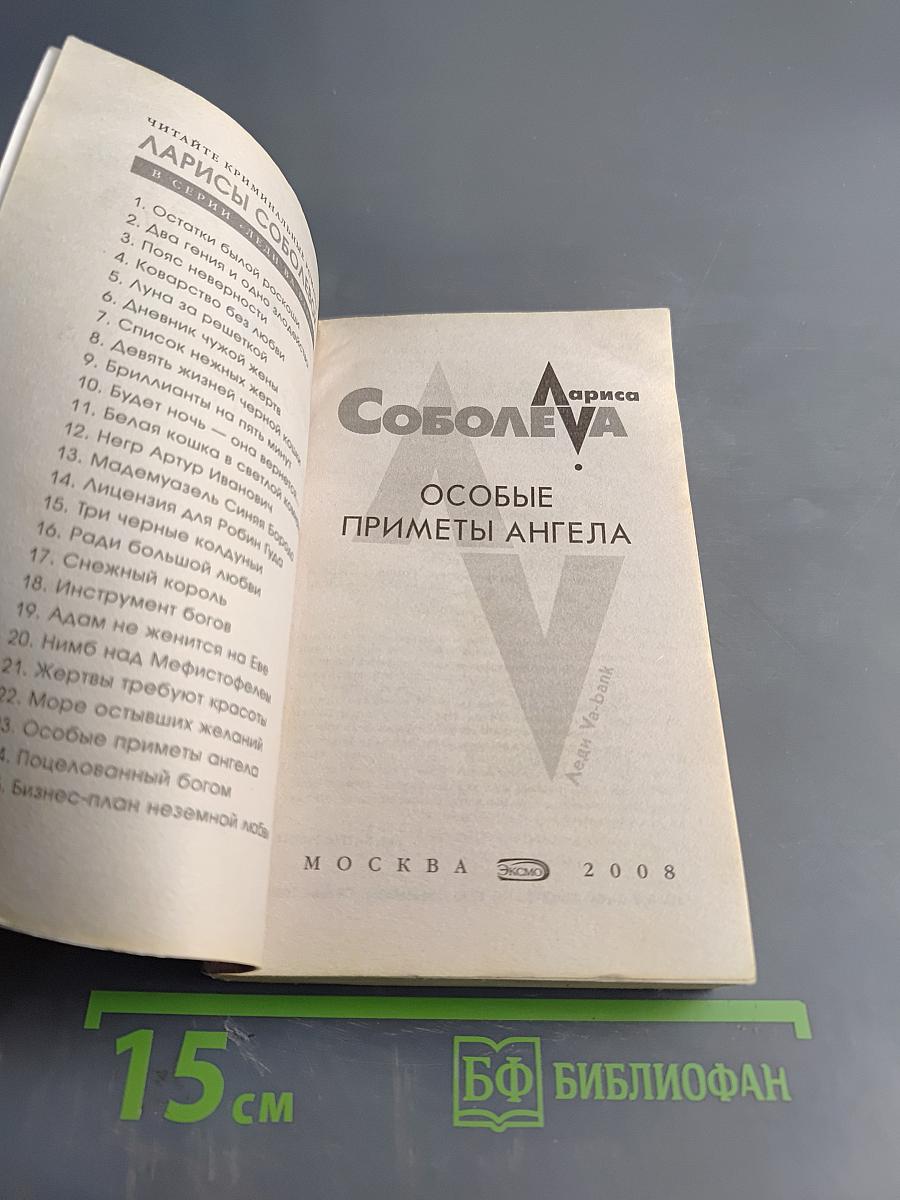 ЧИТАЙТЕ КРИМИНАЛЬНЫЕ
ЛАРИСЫ СОБОЛЕВОЙ
В СЕРИИ «ЛЕДИ
1. Остатки былой роскоши
2. Два гения и одно злодейство
3. Пояс неверности
4. Коварство без любви
5. Луна за решеткой
6. Дневник чужой жены
7. Список нежных жертв
8. Девять жизней черной кошки
9. Бриллианты на пять минут
10. Будет ночь — она вернется...
11. Белая кошка в светлой
12. Негр Артур Иванович
13. Мадемуазель Синяя Борода
14. Лицензия для Робин Гуда
15. Три черные колдуньи
16. Ради большой любви
17. Снежный король
18. Инструмент богов
19. Адам не женится на Еве
20. Нимб над Мефистофелем
21. Жертвы требуют красоты
22. Море остывших желаний
3. Особые приметы ангела
4. Поцелованный богом
Бизнес-план неземной любви
Лариса
СОБОЛЕVА
ОСОБЫЕ
ПРИМЕТЫ АНГЕЛА
Леди Va-bank
МОСКВА ЭКСМО 2008
15 см
БФ БИБЛИОФАН